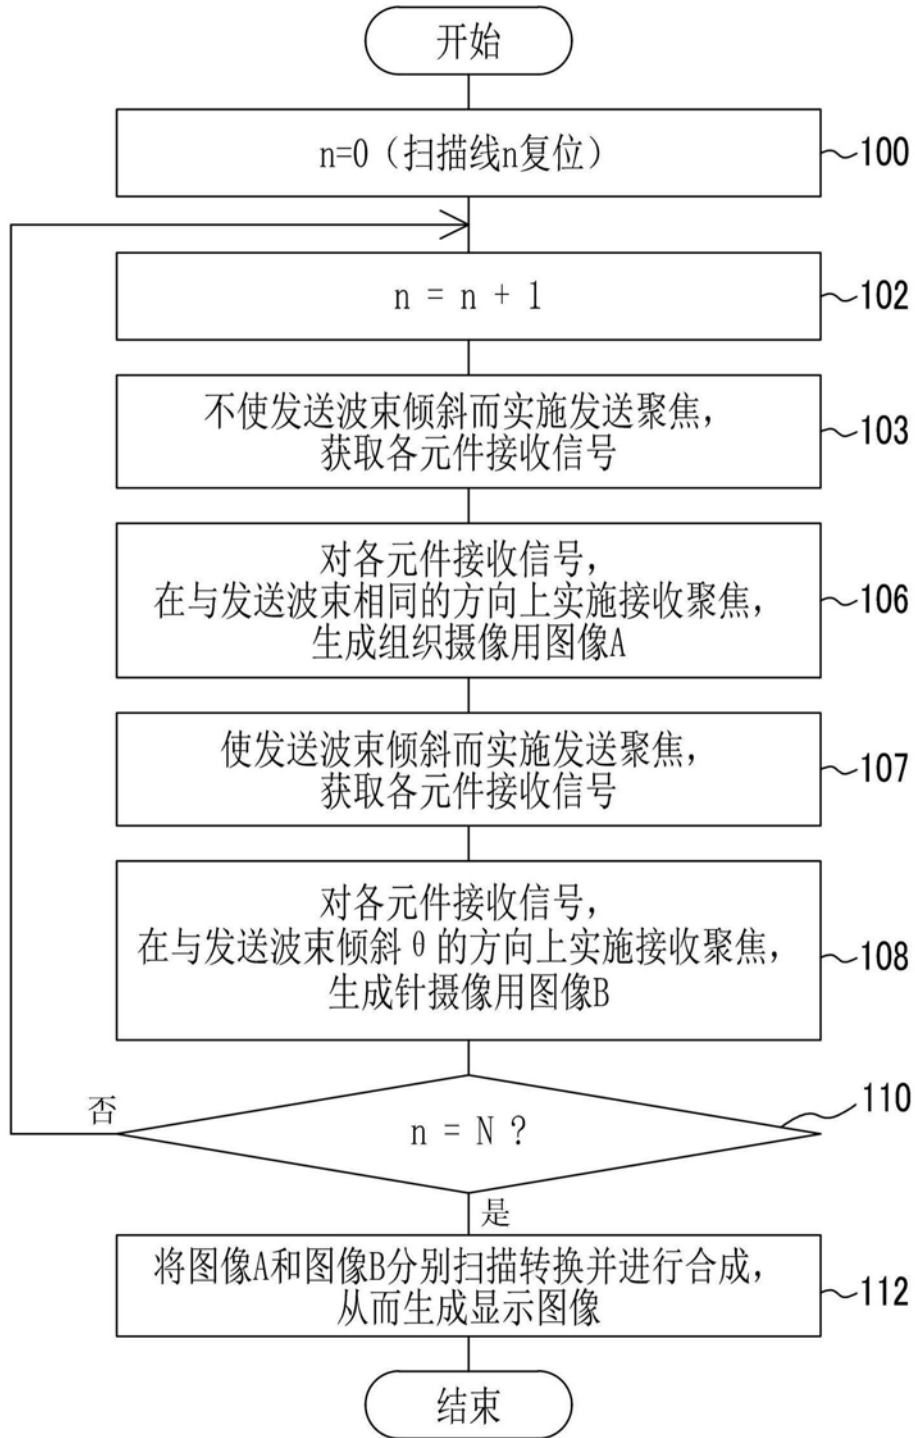 开始
n=0（扫描线n复位）
100
n = n + 1
102
不使发送波束倾斜而实施发送聚焦，
获取各元件接收信号
103
对各元件接收信号，
在与发送波束相同的方向上实施接收聚焦，
生成组织摄像用图像A
106
使发送波束倾斜而实施发送聚焦，
获取各元件接收信号
107
对各元件接收信号，
在与发送波束倾斜θ的方向上实施接收聚焦，
生成针摄像用图像B
108
否
n = N ?
110
是
将图像A和图像B分别扫描转换并进行合成，
从而生成显示图像
112
结束